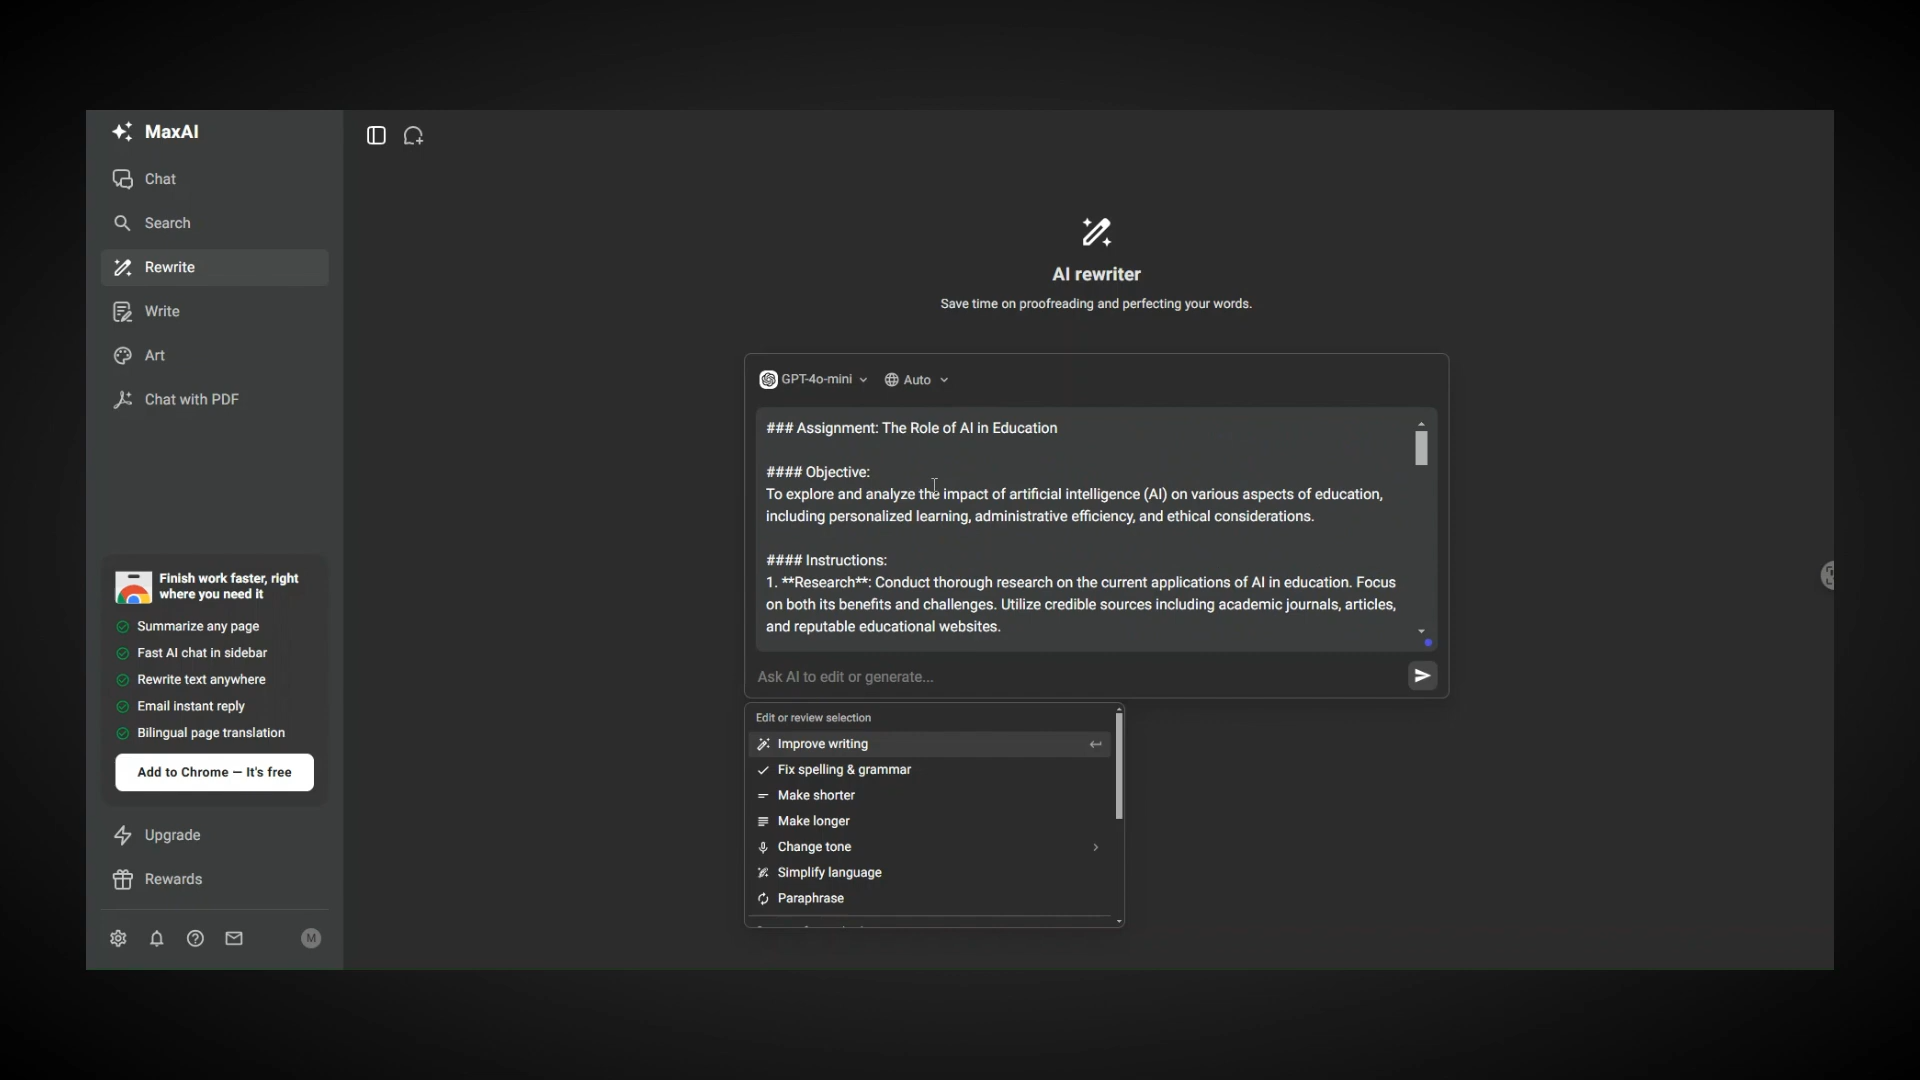 MaxAI
Chat
Search
Rewrite
Write
Art
Chat with PDF
Finish work faster, right
where you need it
Summarize any page
Fast AI chat in sidebar
Rewrite text anywhere
Email instant reply
Bilingual page translation
Add to Chrome — It's free
Upgrade
Rewards
M
AI rewriter
Save time on proofreading and perfecting your words.
GPT-4o-mini Auto
### Assignment: The Role of AI in Education
#### Objective:
To explore and analyze the impact of artificial intelligence (AI) on various aspects of education,
including personalized learning, administrative efficiency, and ethical considerations.
#### Instructions:
1. **Research**: Conduct thorough research on the current applications of AI in education. Focus
on both its benefits and challenges. Utilize credible sources including academic journals, articles,
and reputable educational websites.
Ask AI to edit or generate...
Edit or review selection
Improve writing
Fix spelling & grammar
Make shorter
Make longer
Change tone
Simplify language
Paraphrase